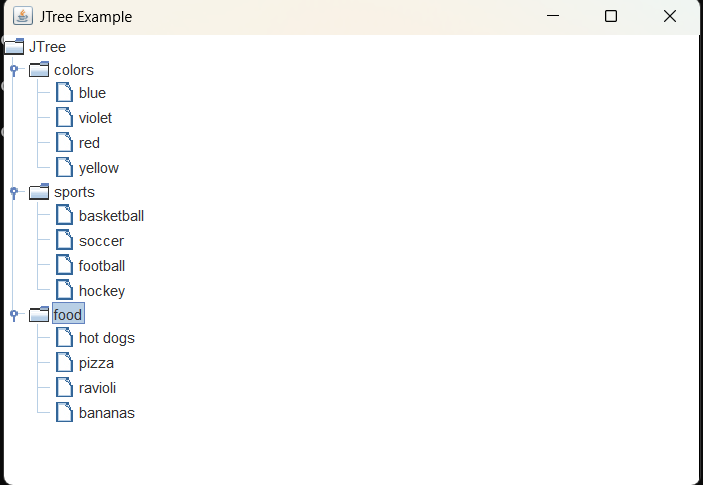 JTree Example
JTree
colors
blue
violet
red
yellow
sports
basketball
soccer
football
hockey
food
hot dogs
pizza
ravioli
bananas